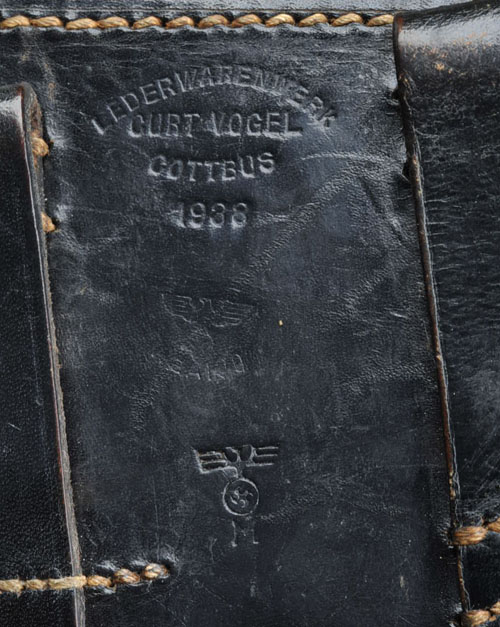 LEDERWARENWERK
CURT VOGEL
COTTBUS
1938
M